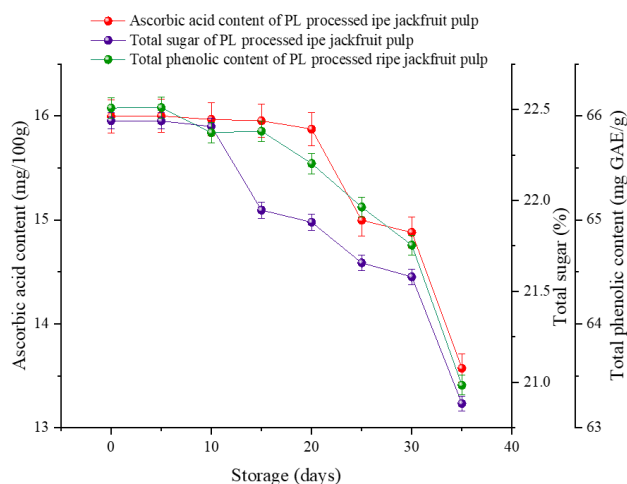 Ascorbic acid content of PL processed ipe jackfruit pulp
Total sugar of PL processed ipe jackfruit pulp
Total phenolic content of PL processed ripe jackfruit pulp
Ascorbic acid content (mg/100g)
16
15
14
13
22.5
22.0
21.5
21.0
Total sugar (%)
66
65
64
63
Total phenolic content (mg GAE/g)
0
10
20
30
40
Storage (days)